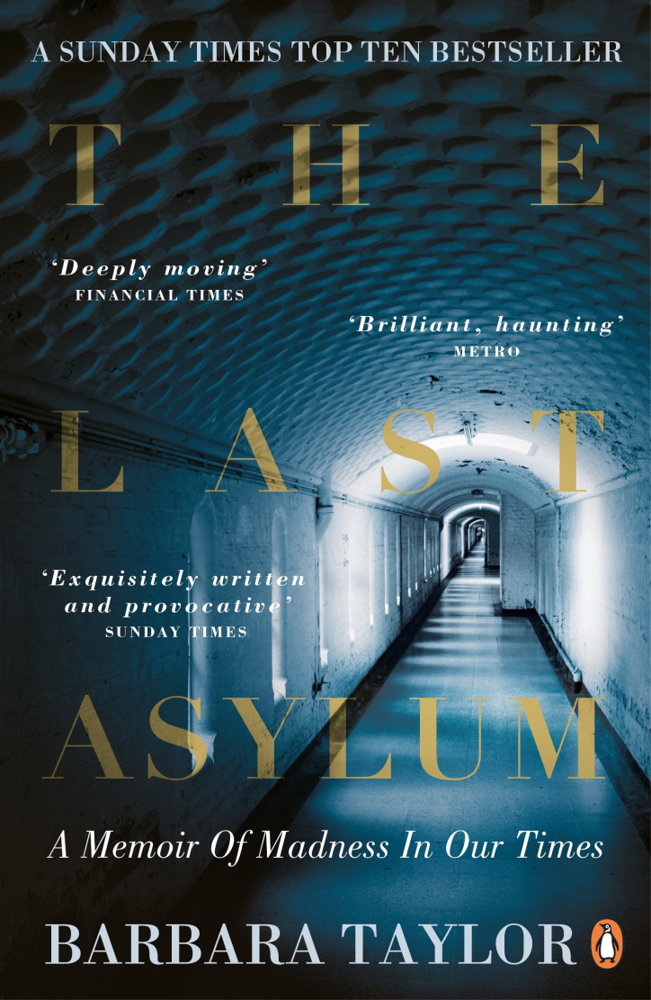 A SUNDAY TIMES TOP TEN BESTSELLER
THE
‘Deeply moving’
FINANCIAL TIMES
‘Brilliant, haunting’
METRO
LAST
‘Exquisitely written
and provocative’
SUNDAY TIMES
ASYLUM
A Memoir Of Madness In Our Times
BARBARA TAYLOR